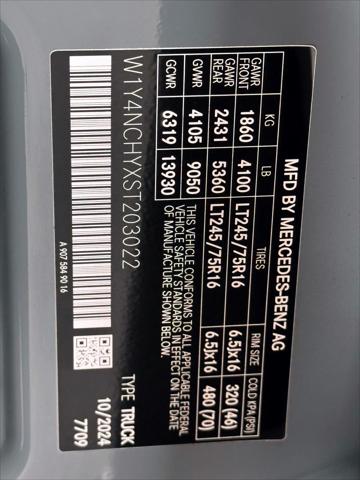 MFD BY MERCEDES-BENZ AG
KG LB TIRES RIM SIZE COLD KPA (PSI)
GAWR FRONT 1860 4100 LT245/75R16 6.5Jx16 320 (46)
GAWR REAR 2431 5360 LT245/75R16 6.5Jx16 480 (70)
GVWR 4105 9050
GCWR 6319 13930
THIS VEHICLE CONFORMS TO ALL APPLICABLE FEDERAL
VEHICLE SAFETY STANDARDS IN EFFECT ON THE DATE
OF MANUFACTURE SHOWN BELOW.
W1Y4NCHYXST203022
TYPE TRUCK
10/2024
7709
A 907 584 90 16